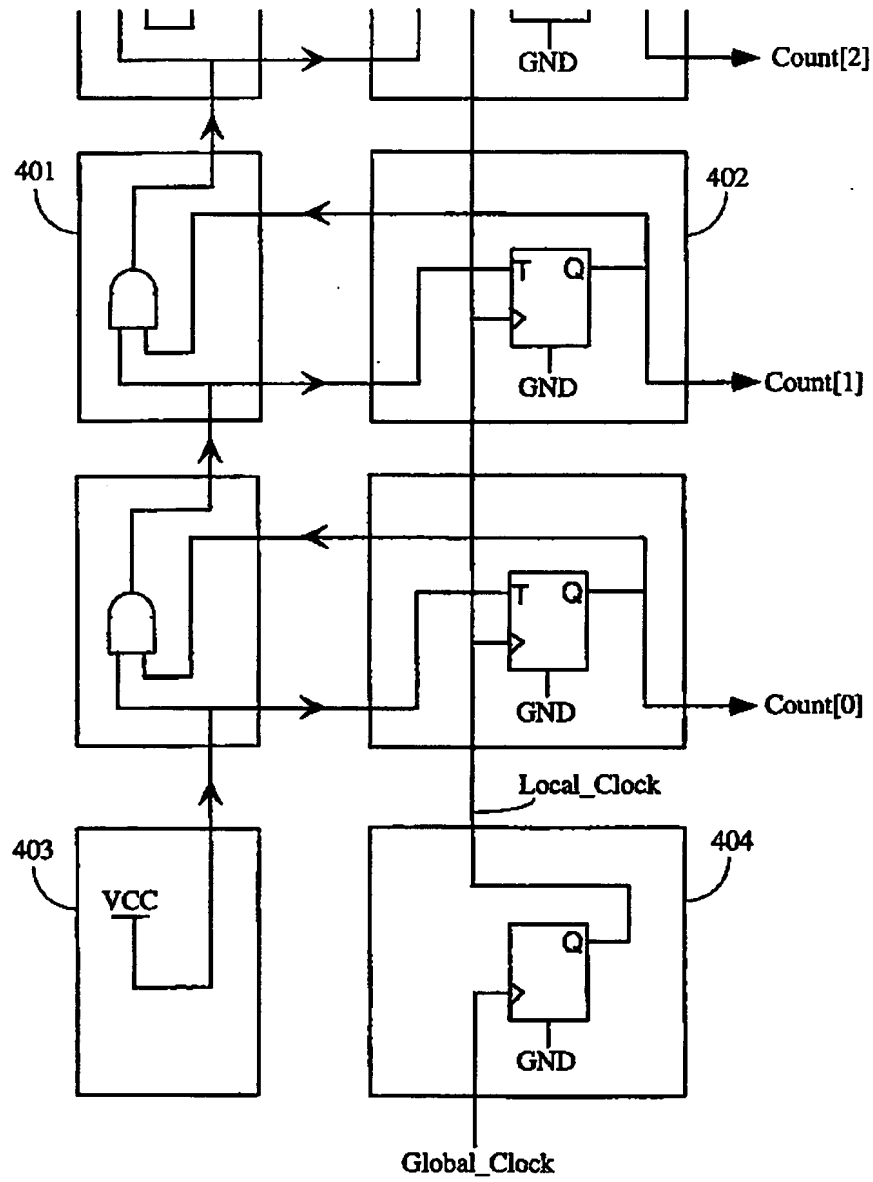 GND
Count[2]
401
402
T Q
GND
Count[1]
T Q
GND
Count[0]
Local_Clock
403
404
VCC
Q
GND
Global_Clock